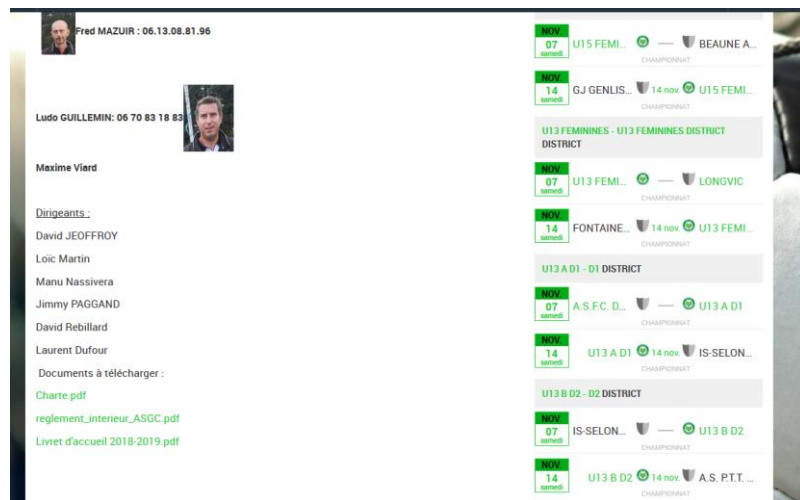 Fred MAZUIR : 06.13.08.81.96
Ludo GUILLEMIN: 06 70 83 18 83
Maxime Viard
Dirigeants :
David JEOFFROY
Loïc Martin
Manu Nassivera
Jimmy PAGGAND
David Rebillard
Laurent Dufour
Documents à télécharger :
Charte.pdf
reglement_interieur_ASGC.pdf
Livret d'accueil 2018-2019.pdf
NOV.
07
samedi
U15 FEMI... — BEAUNE A...
CHAMPIONNAT
NOV.
14
samedi
GJ GENLIS... 14 nov. U15 FEMI...
CHAMPIONNAT
U13 FEMININES - U13 FEMININES DISTRICT
DISTRICT
NOV.
07
samedi
U13 FEMI... — LONGVIC
CHAMPIONNAT
NOV.
14
samedi
FONTAINE... 14 nov. U13 FEMI...
CHAMPIONNAT
U13 A D1 - D1 DISTRICT
NOV.
07
samedi
A.S.F.C. D... — U13 A D1
CHAMPIONNAT
NOV.
14
samedi
U13 A D1 14 nov. IS-SELON...
CHAMPIONNAT
U13 B D2 - D2 DISTRICT
NOV.
07
samedi
IS-SELON... — U13 B D2
CHAMPIONNAT
NOV.
14
samedi
U13 B D2 14 nov. A.S. P.T.T. ...
CHAMPIONNAT